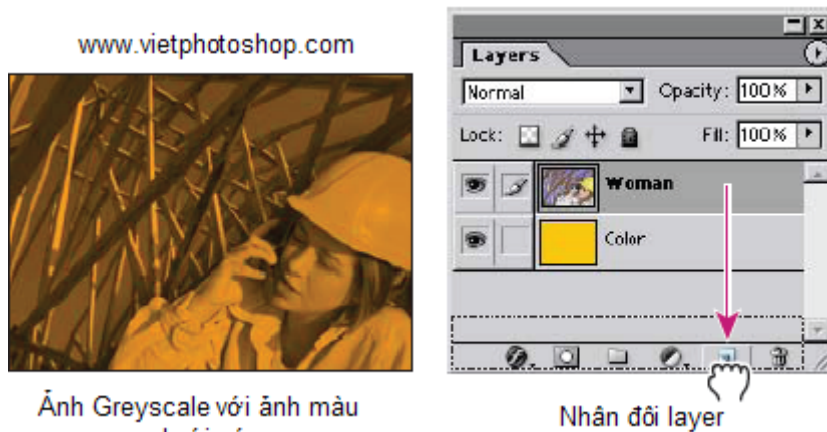 www.vietphotoshop.com
Layers
Normal
Opacity: 100%
Lock:
Fill: 100%
Woman
Color
Ảnh Greyscale với ảnh màu
Nhân đôi layer